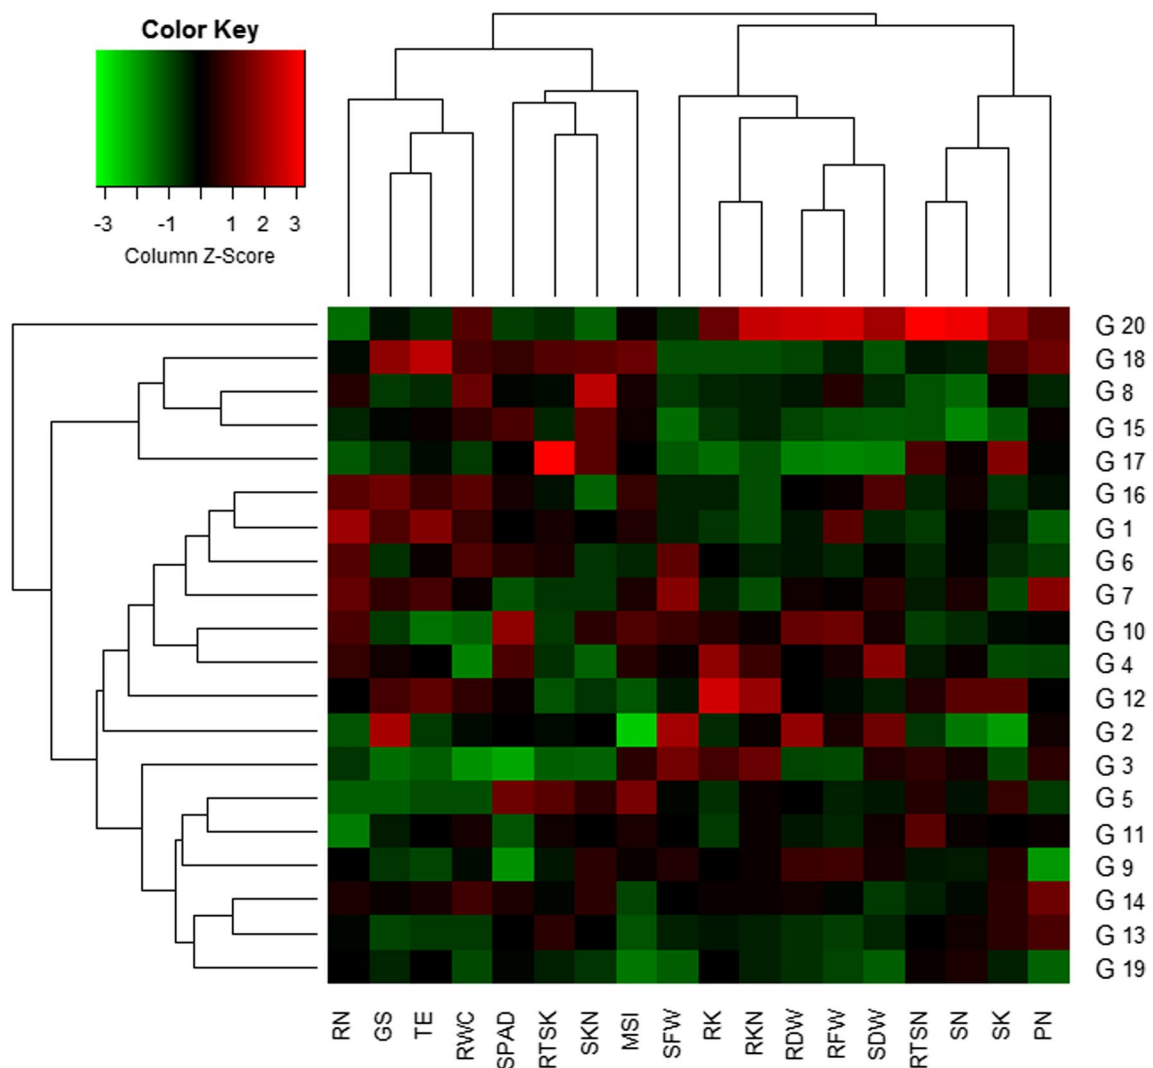 Color Key
-3 -1 1 2 3
Column Z-Score
G 20
G 18
G 8
G 15
G 17
G 16
G 1
G 6
G 7
G 10
G 4
G 12
G 2
G 3
G 5
G 11
G 9
G 14
G 13
G 19
RN GS TE RWC SPAD RTSK SKN MSI SFW RK RKN RDW RFW SDW RTSN SN SK PN